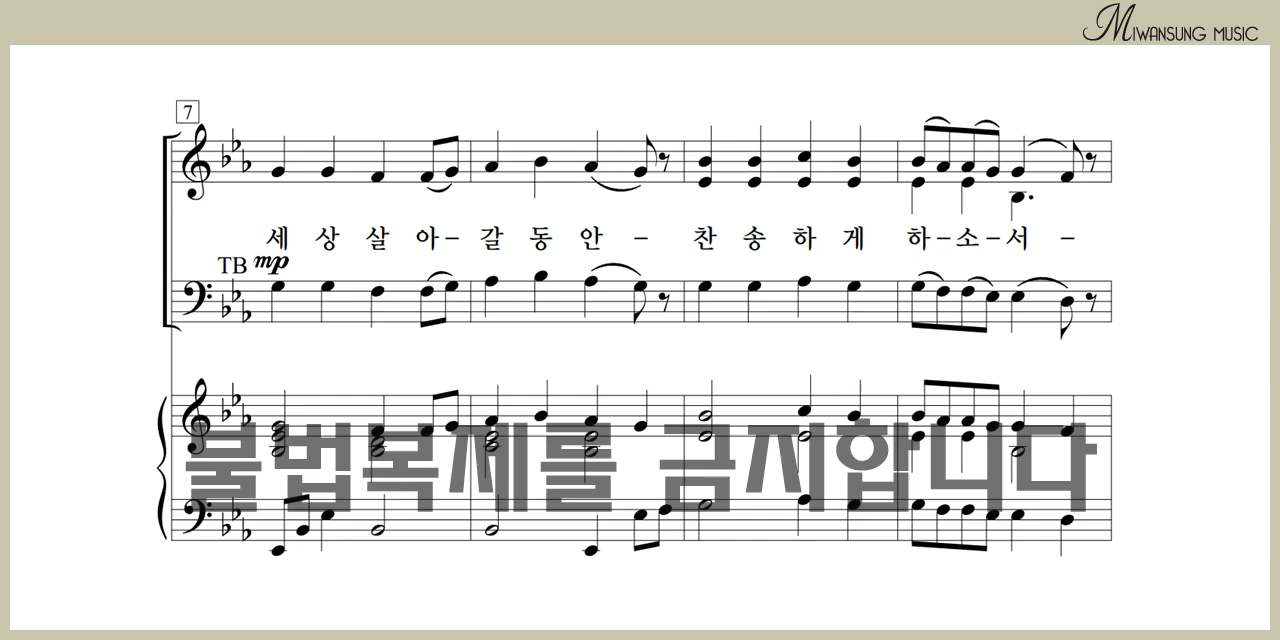 MIWANSUNG MUSIC
7
세 상 살 아– 갈 동 안 – 찬 송 하 게 하–소–서 –
TB mp
불법복제를 금지합니다